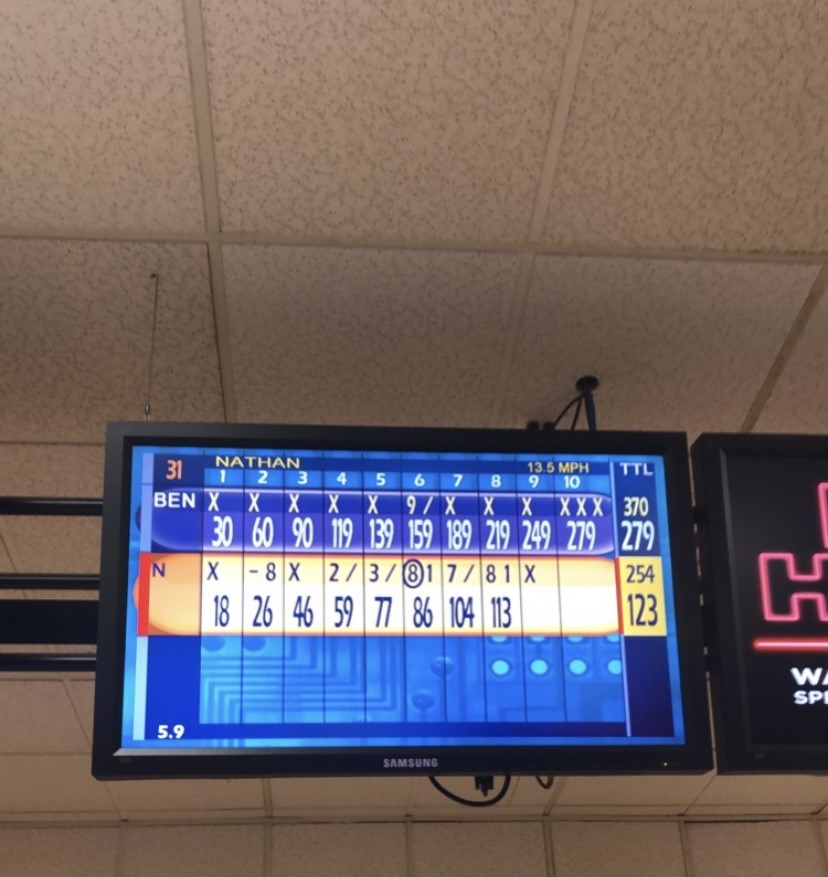 31 NATHAN 13.5 MPH TTL
1 2 3 4 5 6 7 8 9 10
BEN X X X X X 9 / X X X X X X 370
30 60 90 119 139 159 189 219 249 279 279
N X - 8 X 2 / 3 / 8 1 7 / 8 1 X 254
18 26 46 59 77 86 104 113 123
5.9
SAMSUNG